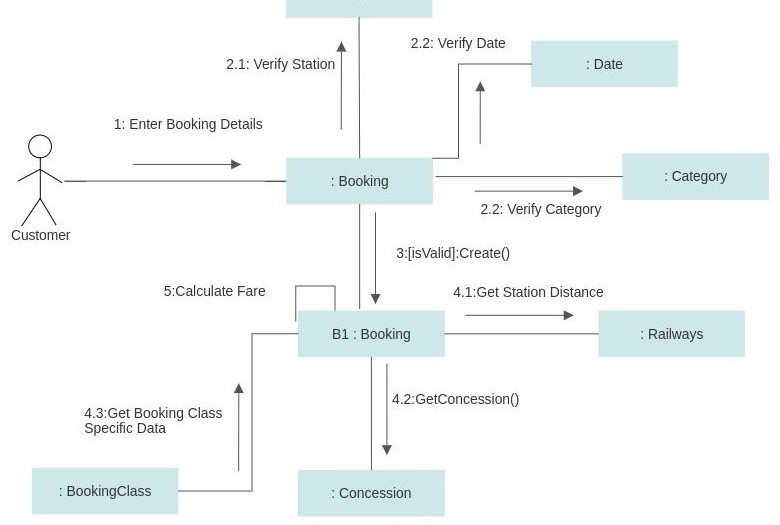 2.2: Verify Date
2.1: Verify Station
: Date
1: Enter Booking Details
: Booking
: Category
2.2: Verify Category
Customer
3:[isValid]:Create()
5:Calculate Fare
4.1:Get Station Distance
B1 : Booking
: Railways
4.2:GetConcession()
4.3:Get Booking Class
Specific Data
: BookingClass
: Concession